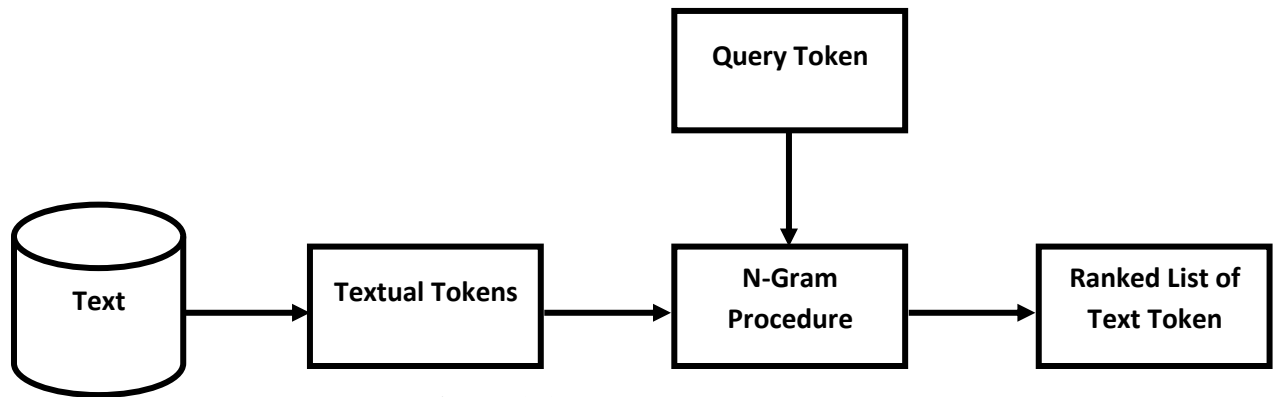 Query Token
Text
Textual Tokens
N-Gram
Procedure
Ranked List of
Text Token